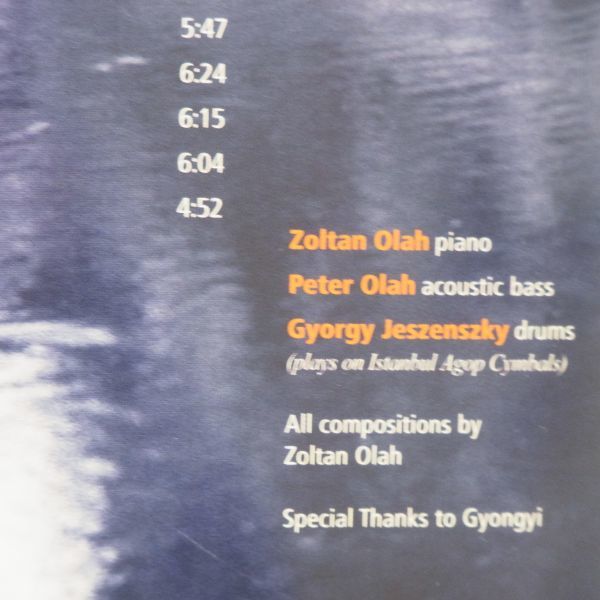 5:47
6:24
6:15
6:04
4:52
Zoltan Olah piano
Peter Olah acoustic bass
Gyorgy Jeszenszky drums
(plays on Istanbul Agop Cymbals)
All compositions by
Zoltan Olah
Special Thanks to Gyongyi